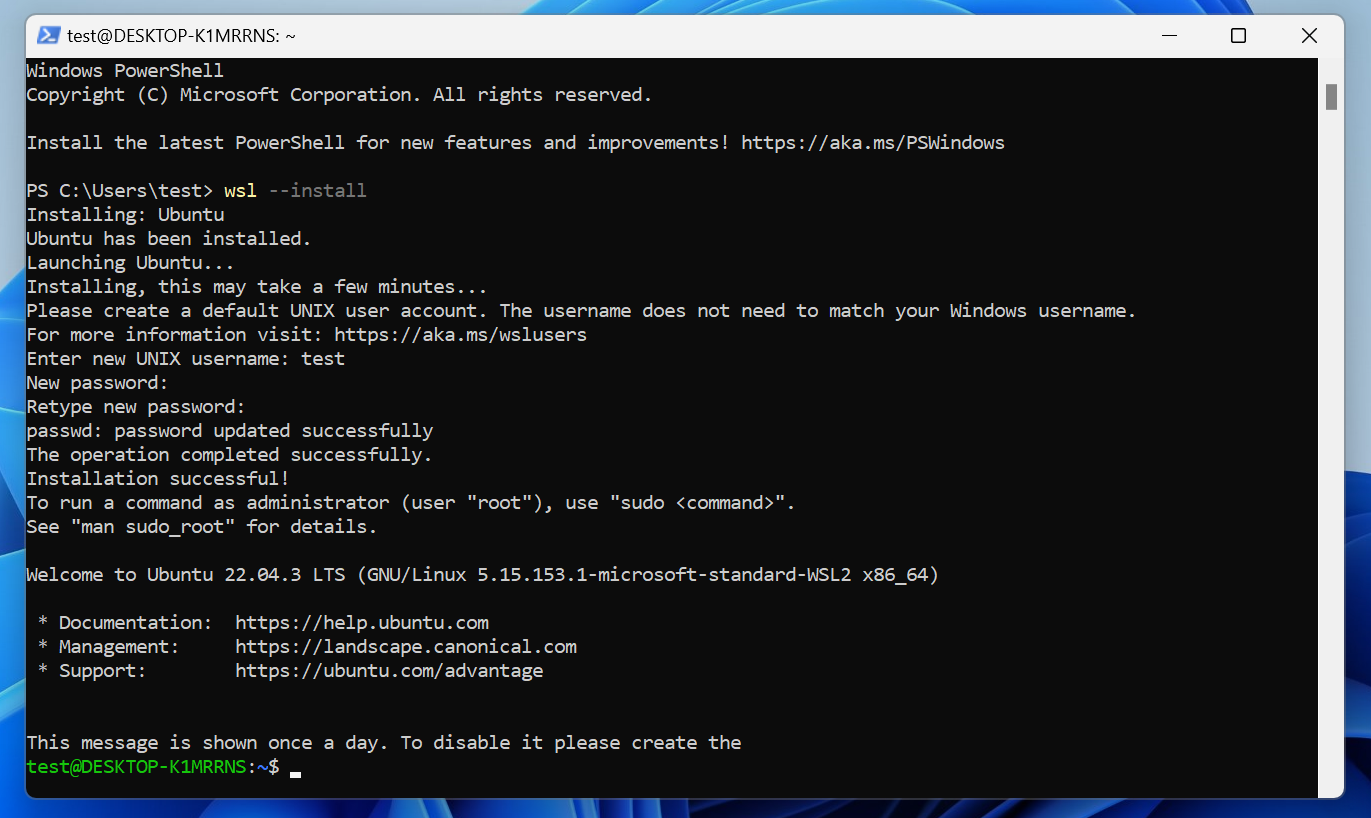 test@DESKTOP-K1MRRNS: ~
Windows PowerShell
Copyright (C) Microsoft Corporation. All rights reserved.
Install the latest PowerShell for new features and improvements! https://aka.ms/PSWindows
PS C:\Users\test> wsl --install
Installing: Ubuntu
Ubuntu has been installed.
Launching Ubuntu...
Installing, this may take a few minutes...
Please create a default UNIX user account. The username does not need to match your Windows username.
For more information visit: https://aka.ms/wslusers
Enter new UNIX username: test
New password:
Retype new password:
passwd: password updated successfully
The operation completed successfully.
Installation successful!
To run a command as administrator (user "root"), use "sudo <command>".
See "man sudo_root" for details.
Welcome to Ubuntu 22.04.3 LTS (GNU/Linux 5.15.153.1-microsoft-standard-WSL2 x86_64)
* Documentation:  https://help.ubuntu.com
* Management:     https://landscape.canonical.com
* Support:        https://ubuntu.com/advantage
This message is shown once a day. To disable it please create the
test@DESKTOP-K1MRRNS:~$